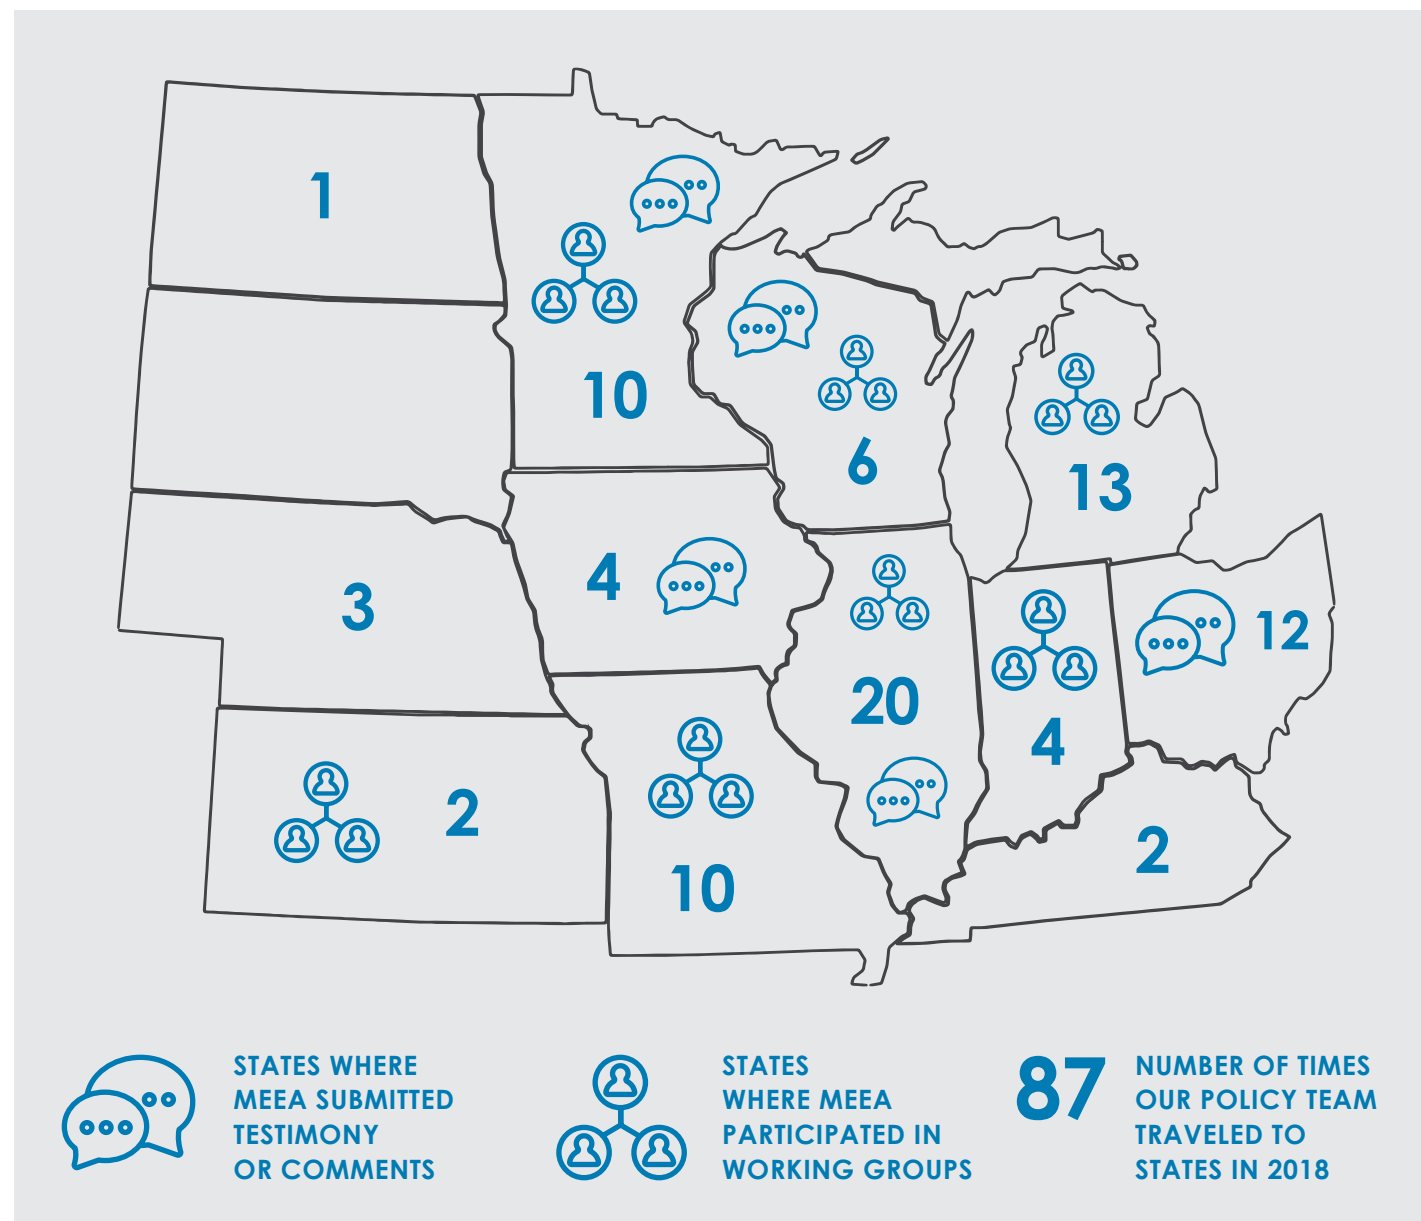 1
10
6
13
4
3
12
20
4
2
10
2
STATES WHERE
MEEA SUBMITTED
TESTIMONY
OR COMMENTS
STATES
WHERE MEEA
PARTICIPATED IN
WORKING GROUPS
87
NUMBER OF TIMES
OUR POLICY TEAM
TRAVELED TO
STATES IN 2018